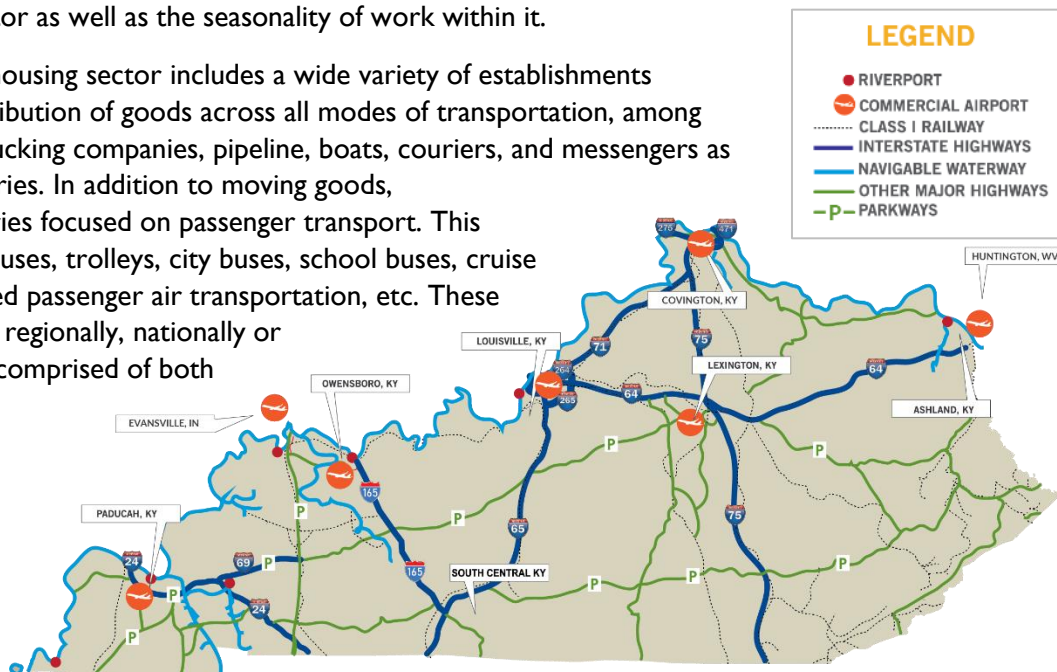 tor as well as the seasonality of work within it.
housing sector includes a wide variety of establishments
ribution of goods across all modes of transportation, among
ucking companies, pipeline, boats, couriers, and messengers as
ries. In addition to moving goods,
ries focused on passenger transport. This
uses, trolleys, city buses, school buses, cruise
ed passenger air transportation, etc. These
regionally, nationally or
comprised of both
LEGEND
RIVERPORT
COMMERCIAL AIRPORT
CLASS I RAILWAY
INTERSTATE HIGHWAYS
NAVIGABLE WATERWAY
OTHER MAJOR HIGHWAYS
P PARKWAYS
275
471
HUNTINGTON, WV
COVINGTON, KY
LOUISVILLE, KY
71
75
LEXINGTON, KY
64
264
265
64
OWENSBORO, KY
ASHLAND, KY
EVANSVILLE, IN
P
P
165
P
P
75
PADUCAH, KY
65
24
69
P
165
SOUTH CENTRAL KY
P
P
P
P
24
P